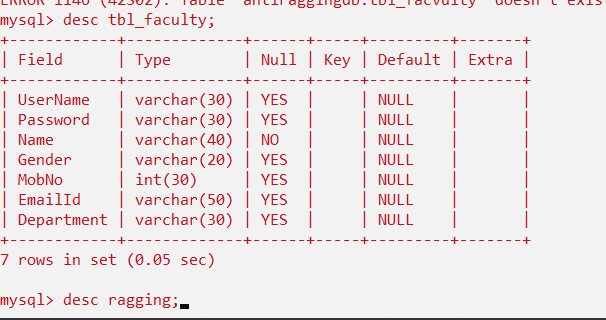 ERROR 1146 (42S02): Table 'antiraggingdb.tbl_facvulty' doesn't exist
mysql> desc tbl_faculty;
+------------+-------------+------+-----+---------+-------+
| Field      | Type        | Null | Key | Default | Extra |
+------------+-------------+------+-----+---------+-------+
| UserName   | varchar(30) | YES  |     | NULL    |       |
| Password   | varchar(30) | YES  |     | NULL    |       |
| Name       | varchar(40) | NO   |     | NULL    |       |
| Gender     | varchar(20) | YES  |     | NULL    |       |
| MobNo      | int(30)     | YES  |     | NULL    |       |
| EmailId    | varchar(50) | YES  |     | NULL    |       |
| Department | varchar(30) | YES  |     | NULL    |       |
+------------+-------------+------+-----+---------+-------+
7 rows in set (0.05 sec)
mysql> desc ragging;